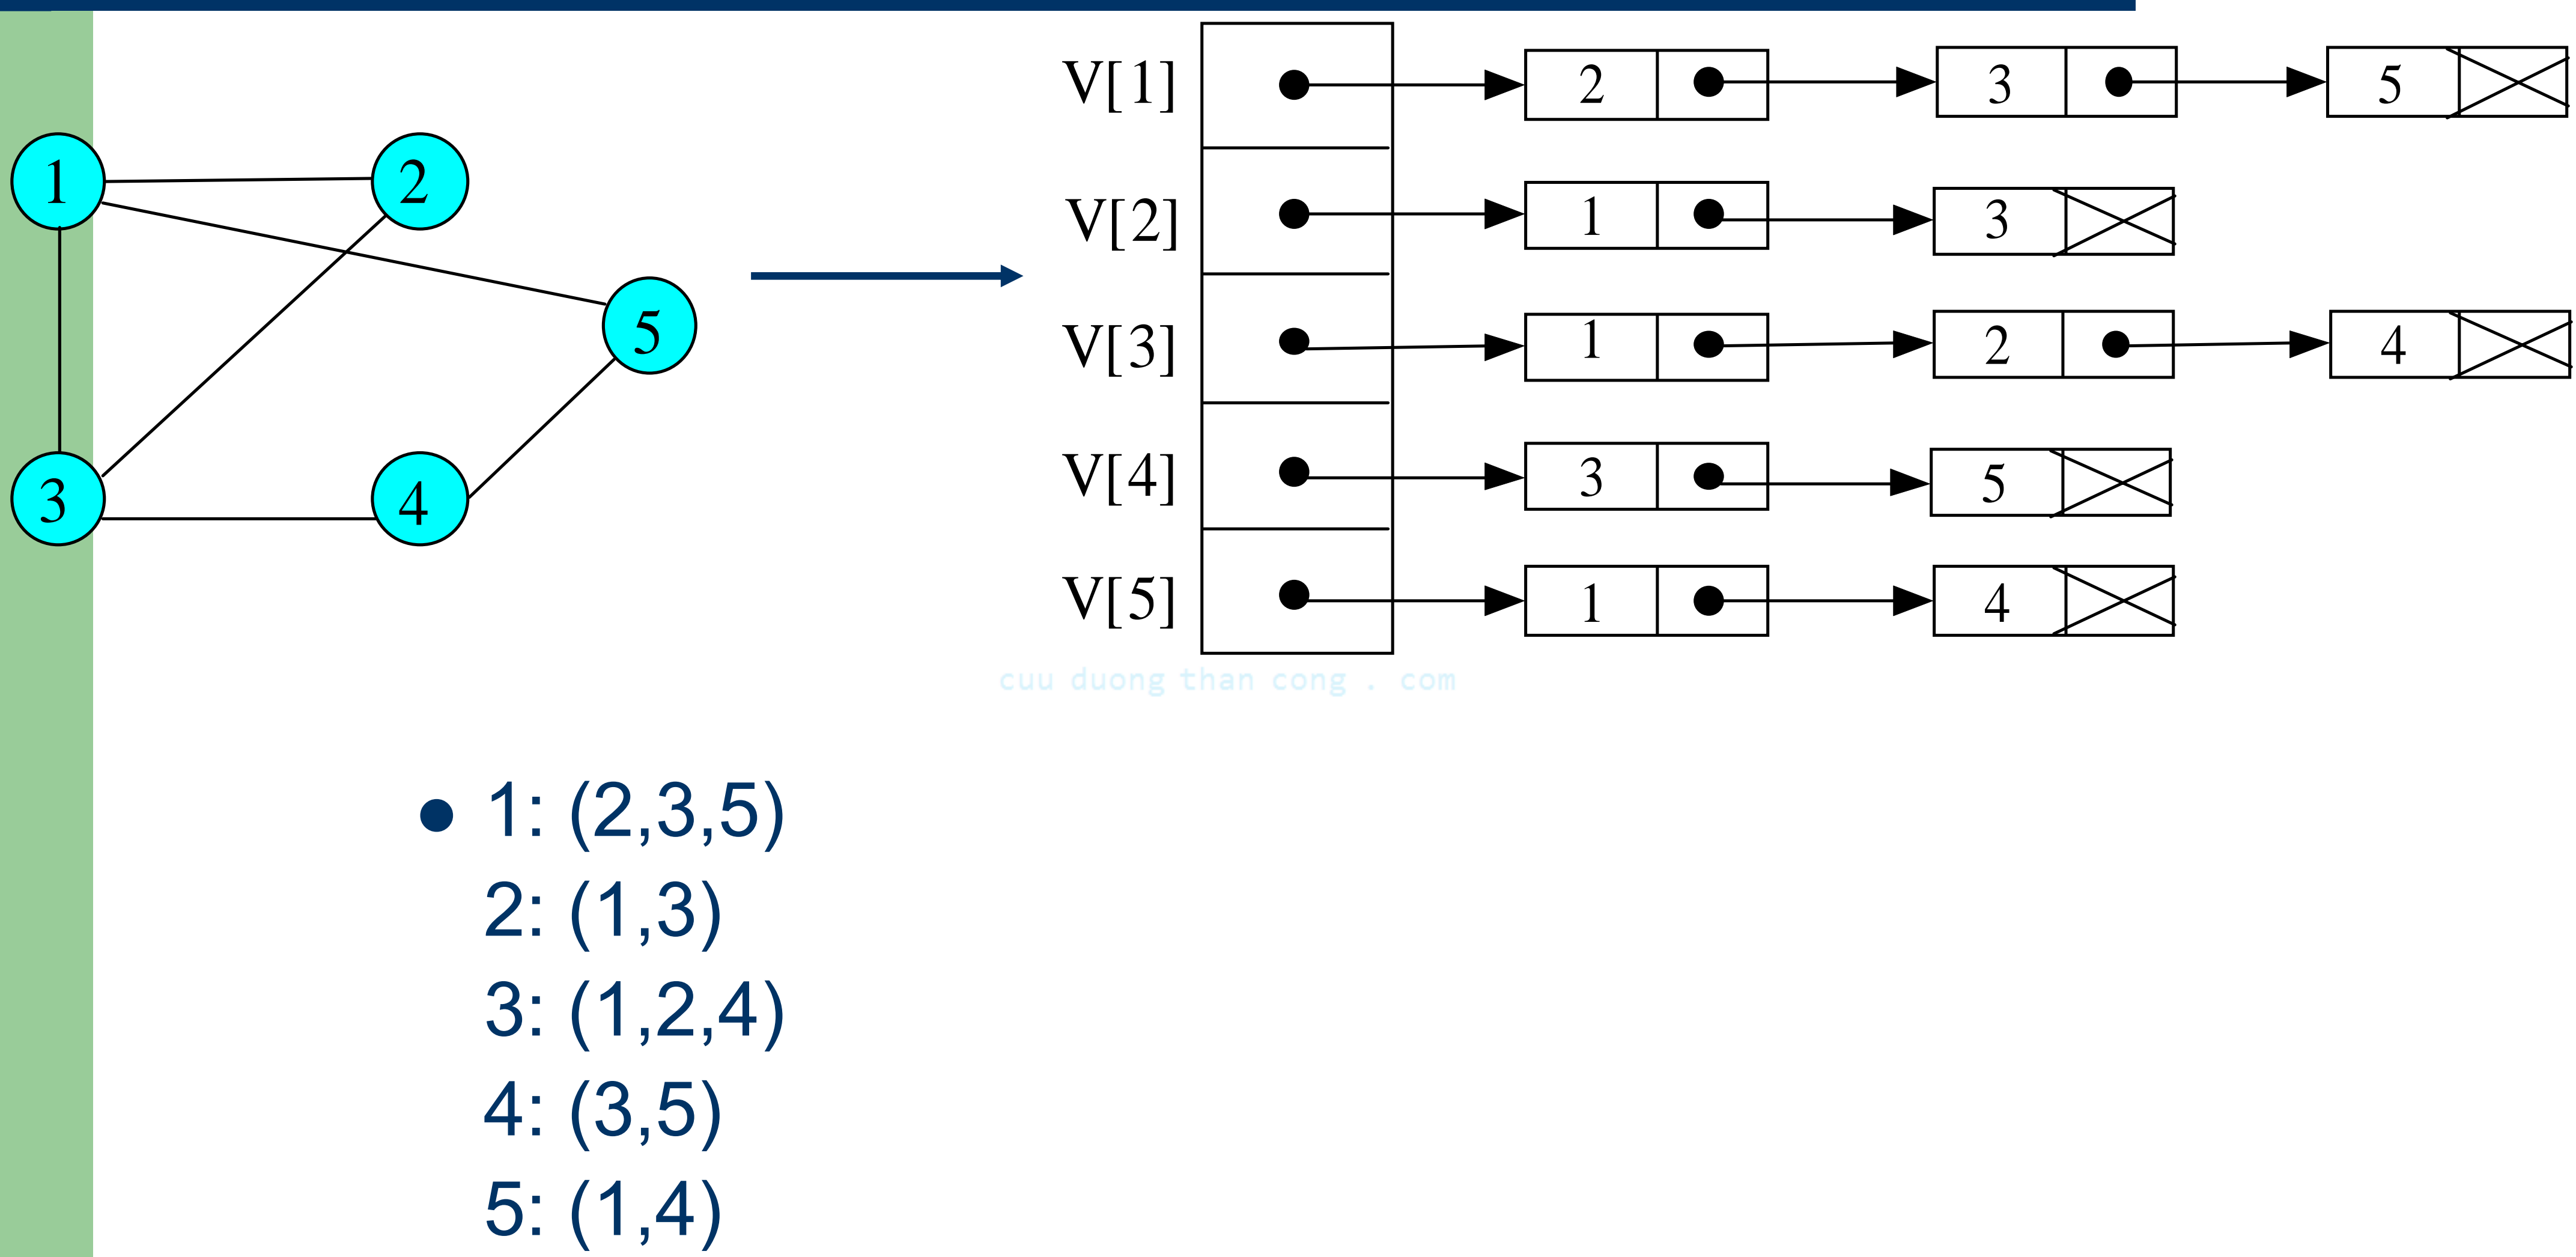 1
2
5
3
4
V[1] 2 3 5
V[2] 1 3
V[3] 1 2 4
V[4] 3 5
V[5] 1 4
cuu duong than cong . com
● 1: (2,3,5)
2: (1,3)
3: (1,2,4)
4: (3,5)
5: (1,4)